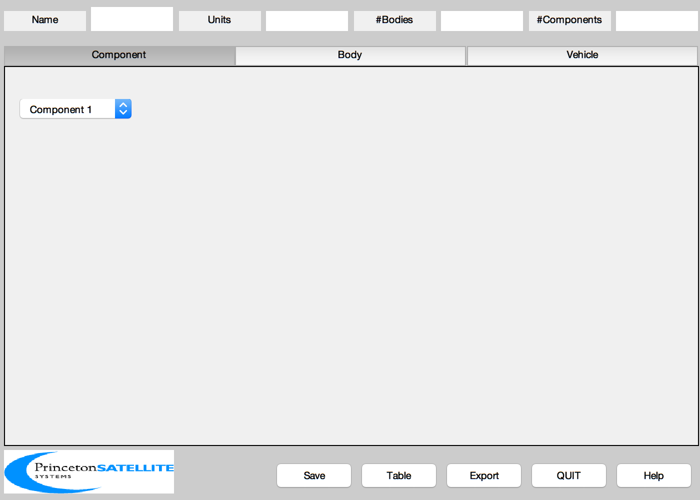 Name Units #Bodies #Components
Component Body Vehicle
Component 1
PrincetonSATELLITE
SYSTEMS
Save Table Export QUIT Help